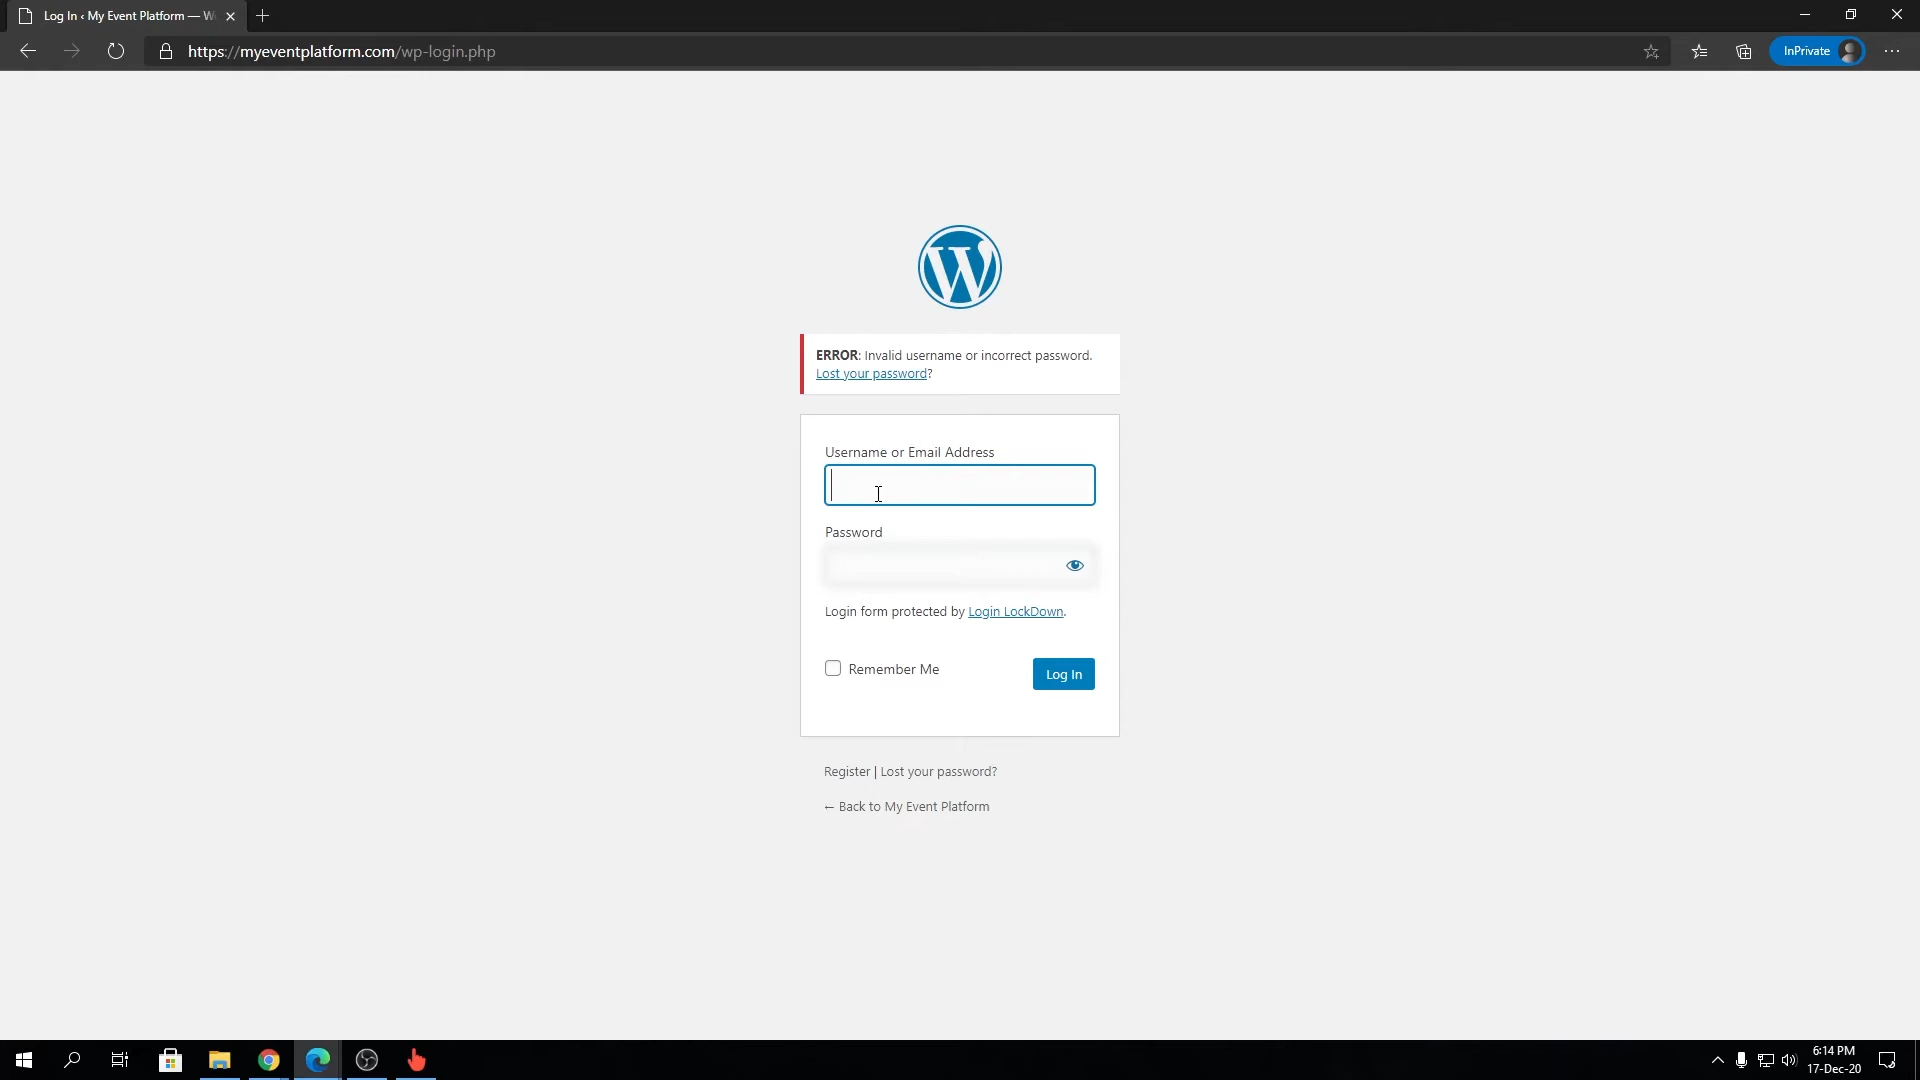 Log In ‹ My Event Platform — W
https://myeventplatform.com/wp-login.php
InPrivate
ERROR: Invalid username or incorrect password.
Lost your password?
Username or Email Address
Password
Login form protected by Login LockDown.
Remember Me
Log In
Register | Lost your password?
← Back to My Event Platform
6:14 PM
17-Dec-20